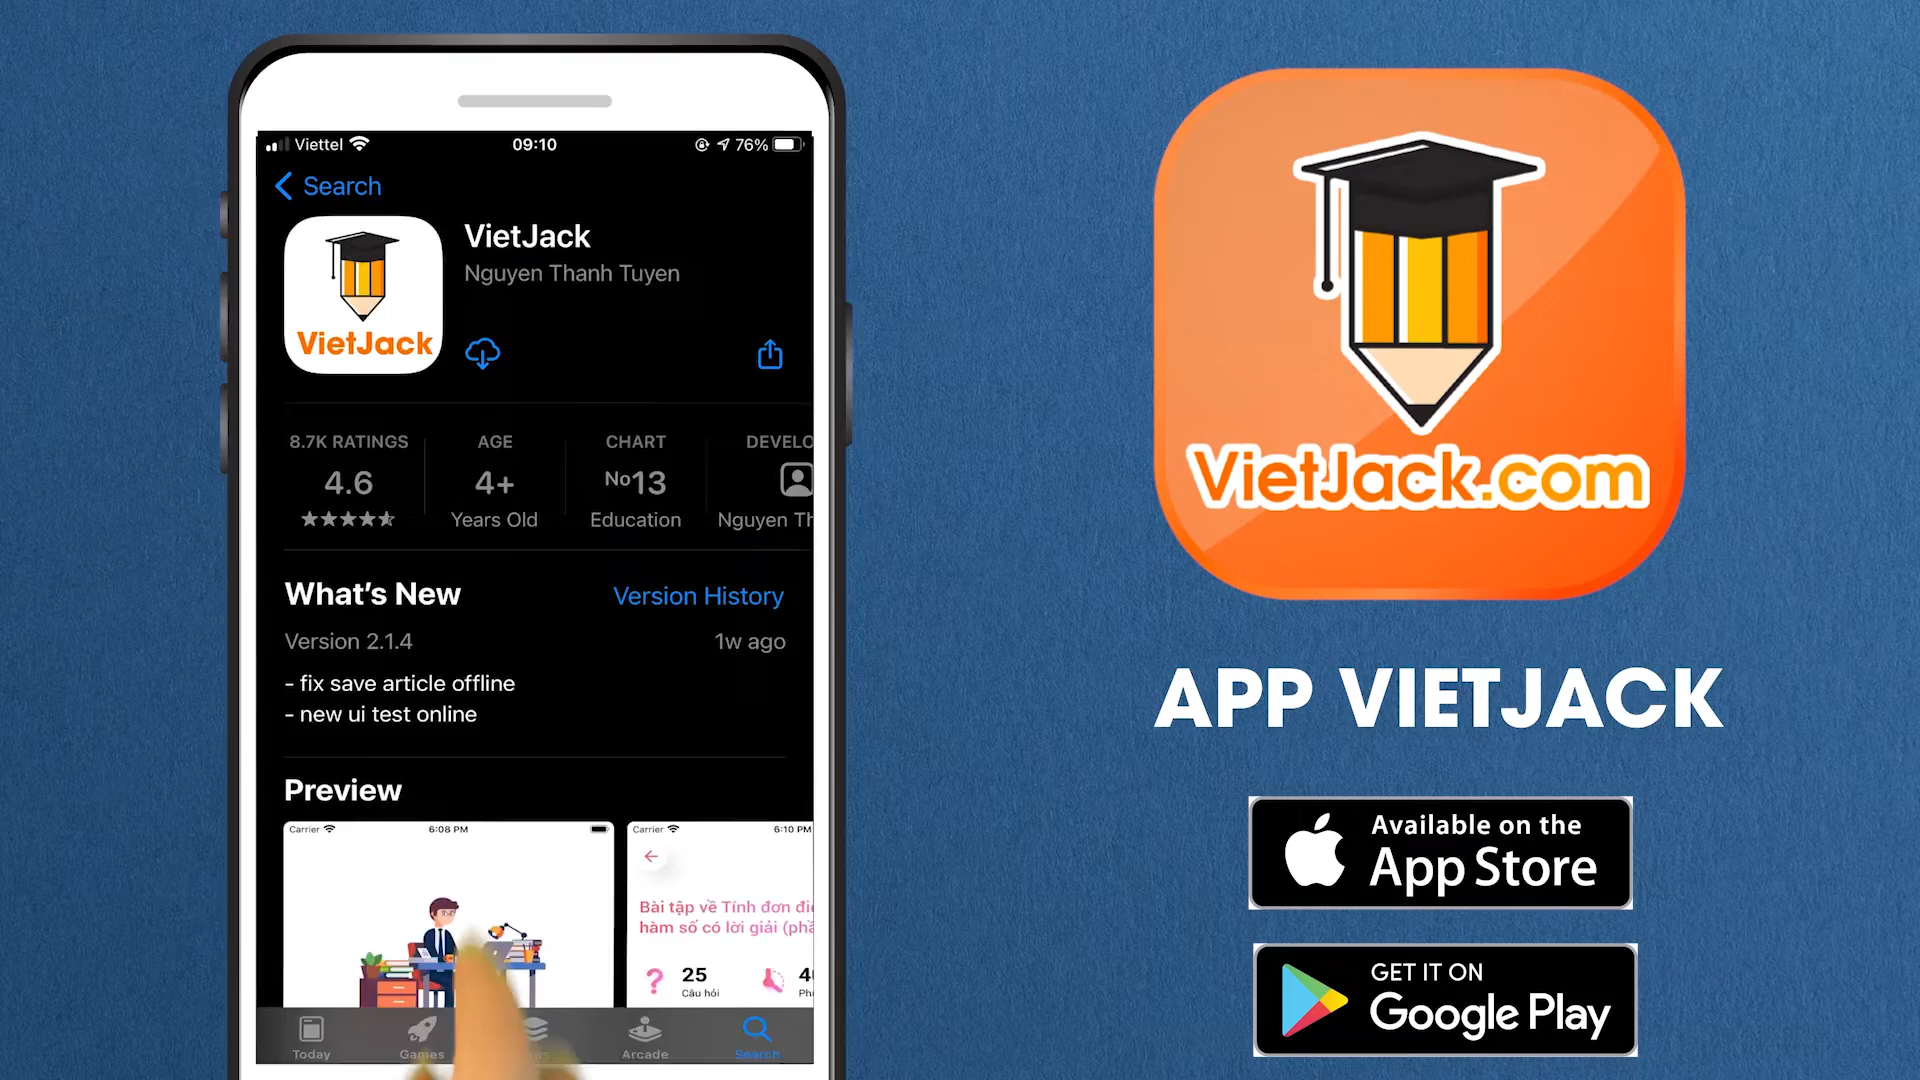 Viettel
09:10
76%
Search
VietJack
Nguyen Thanh Tuyen
VietJack
8.7K RATINGS
4.6
AGE
4+
Years Old
CHART
No13
Education
DEVELO
Nguyen Th
What's New
Version History
Version 2.1.4
1w ago
- fix save article offline
- new ui test online
Preview
Carrier
6:08 PM
Carrier
6:10 PM
Bài tập về Tính đơn đi
hàm số có lời giải (phầ
25
Câu hỏi
Today
Games
Arcade
Search
VietJack.com
APP VIETJACK
Available on the
App Store
GET IT ON
Google Play